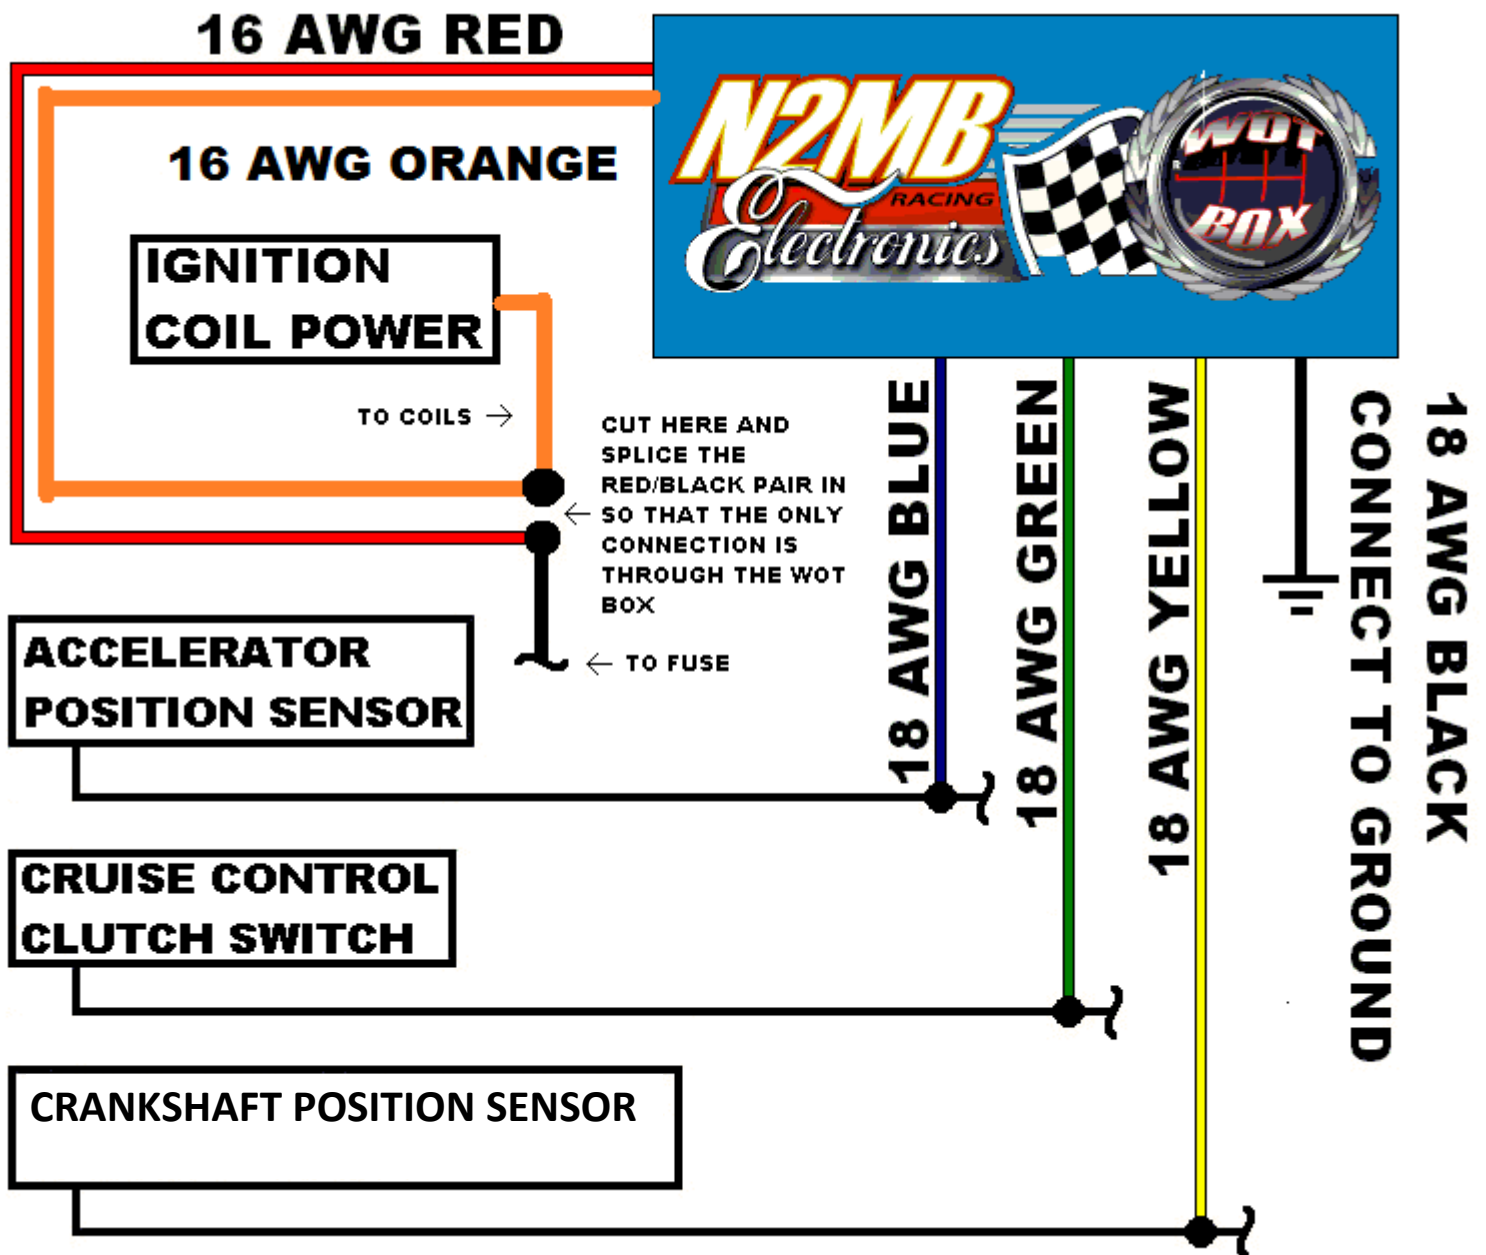 16 AWG RED
16 AWG ORANGE
N2MB
RACING
Electronics
WOT
BOX
IGNITION
COIL POWER
TO COILS →
CUT HERE AND
SPLICE THE
RED/BLACK PAIR IN
← SO THAT THE ONLY
CONNECTION IS
THROUGH THE WOT
BOX
← TO FUSE
18 AWG BLUE
18 AWG GREEN
18 AWG YELLOW
18 AWG BLACK
CONNECT TO GROUND
ACCELERATOR
POSITION SENSOR
CRUISE CONTROL
CLUTCH SWITCH
CRANKSHAFT POSITION SENSOR